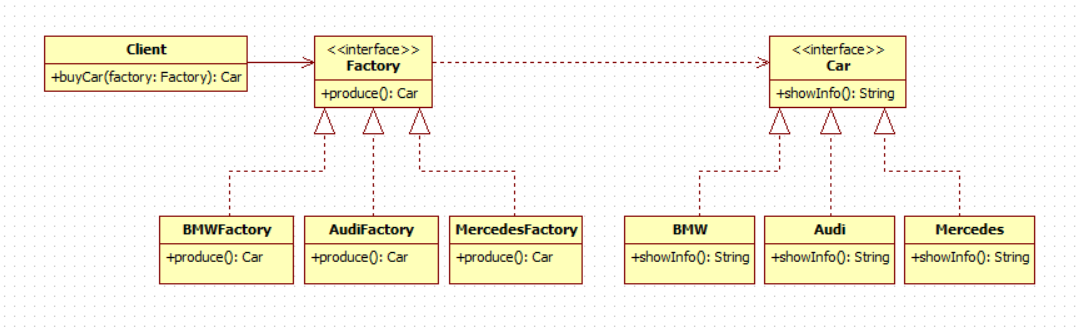 Client
+buyCar(factory: Factory): Car
<<interface>>
Factory
+produce(): Car
<<interface>>
Car
+showInfo(): String
BMWFactory
+produce(): Car
AudiFactory
+produce(): Car
MercedesFactory
+produce(): Car
BMW
+showInfo(): String
Audi
+showInfo(): String
Mercedes
+showInfo(): String